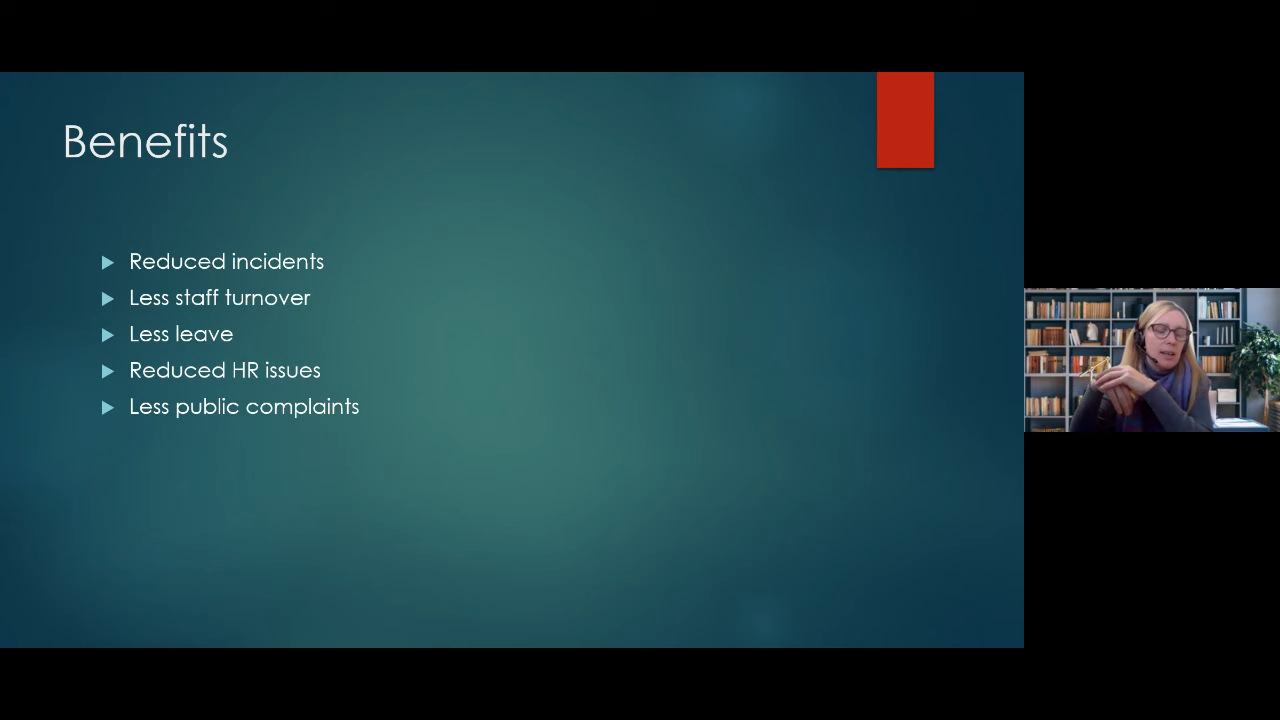 Benefits
Reduced incidents
Less staff turnover
Less leave
Reduced HR issues
Less public complaints